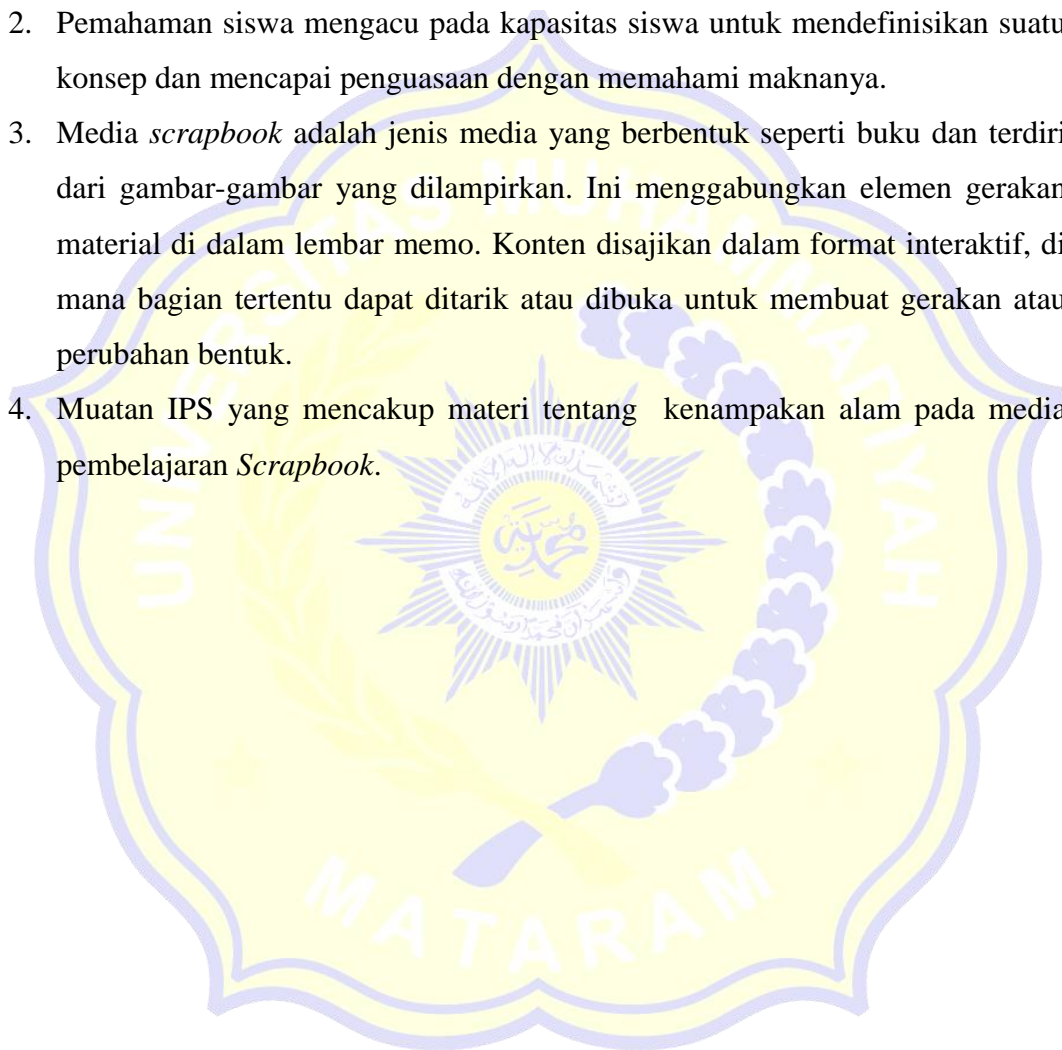 2. Pemahaman siswa mengacu pada kapasitas siswa untuk mendefinisikan suatu
konsep dan mencapai penguasaan dengan memahami maknanya.
3. Media scrapbook adalah jenis media yang berbentuk seperti buku dan terdiri
dari gambar-gambar yang dilampirkan. Ini menggabungkan elemen gerakan
material di dalam lembar memo. Konten disajikan dalam format interaktif, di
mana bagian tertentu dapat ditarik atau dibuka untuk membuat gerakan atau
perubahan bentuk.
4. Muatan IPS yang mencakup materi tentang kenampakan alam pada media
pembelajaran Scrapbook.
UNIVERSITAS MUHAMMADIYAH
MATARAM